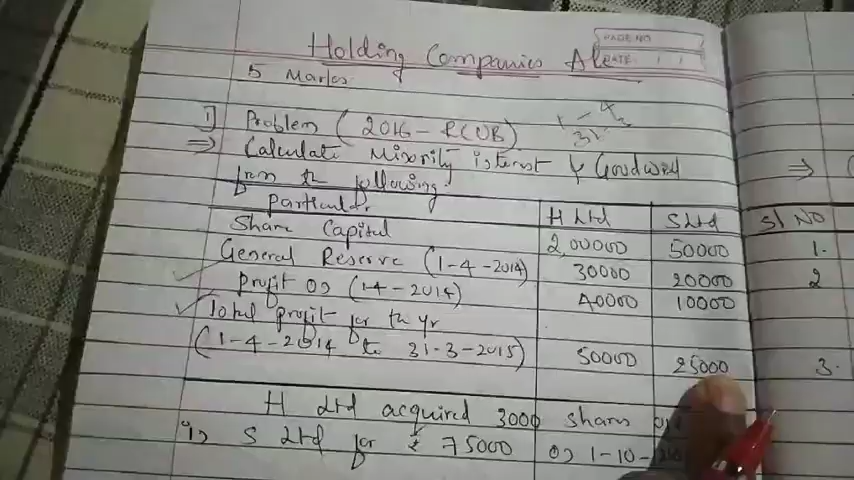 Holding Companies A/c
PAGE NO
DATE: / /
5 Marks
1] Problem (2016 - RCUB)
⇒ Calculate Minority interest & Goodwill
from the following.
Particular. H Ltd S Ltd Sl No
Share Capital 2,00000 50000 1.
General Reserve (1-4-2014) 30000 20000 2
profit on (1-4-2014) 40000 10000
Total profit for the yr
(1-4-2014 to 31-3-2015) 50000 25000 3.
H Ltd acquired 3000 shares
in S Ltd for ₹ 75000 on 1-10-